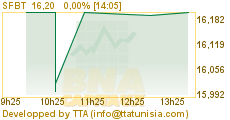 SFBT 16,20 0,00% [14:05]
16,182
16,119
16,055
15,992
9h25 10h25 11h25 12h25 13h25
Developped by TTA (info@ttatunisia.com)